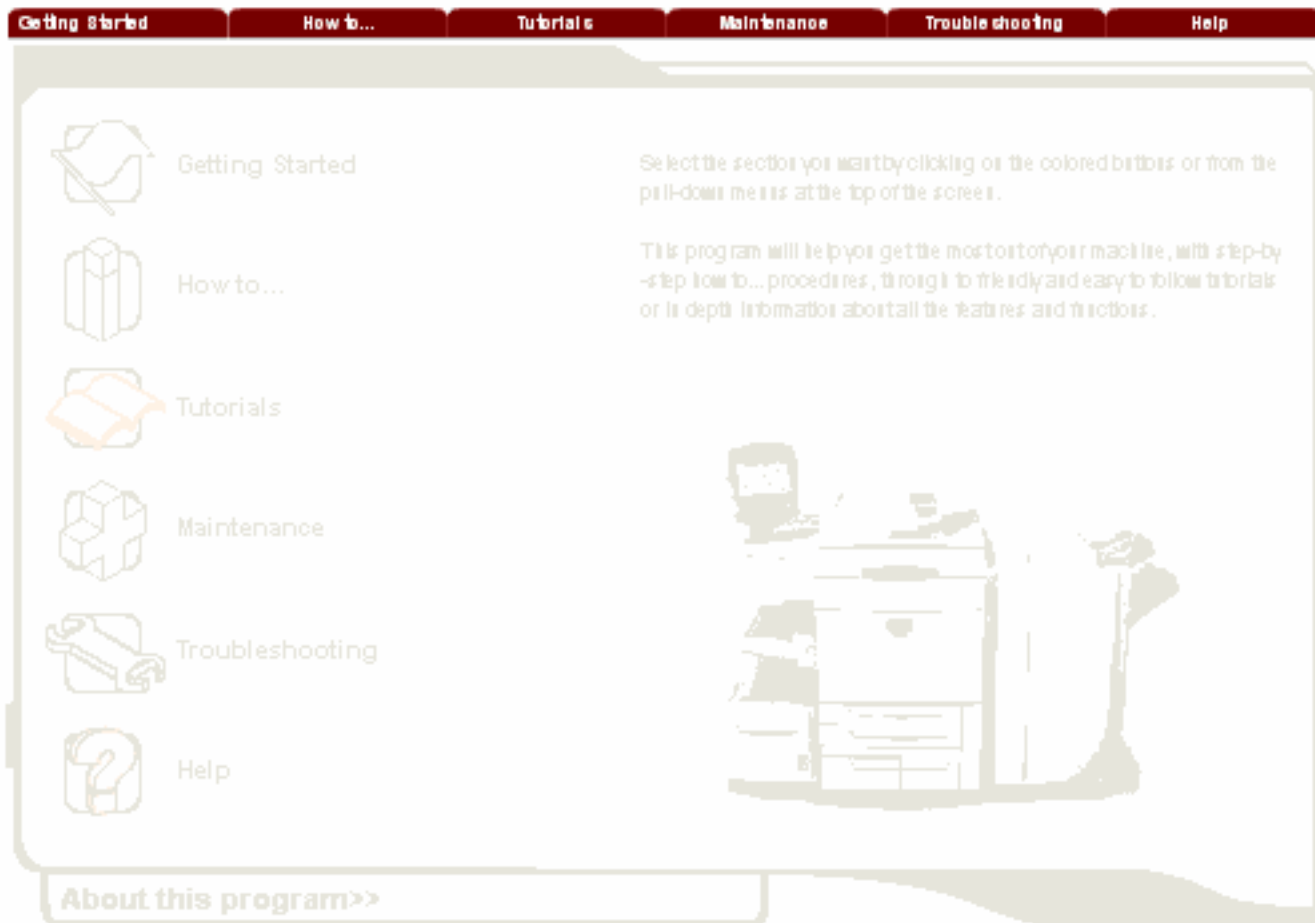 Getting Started
How to...
Tutorials
Maintenance
Troubleshooting
Help
Getting Started
Select the section you want by clicking on the colored buttons or from the
pull-down menus at the top of the screen.
This program will help you get the most out of your machine, with step-by
-step how to... procedures, through to friendly and easy to follow tutorials
or in depth information about all the features and functions.
How to...
Tutorials
Maintenance
Troubleshooting
Help
About this program>>